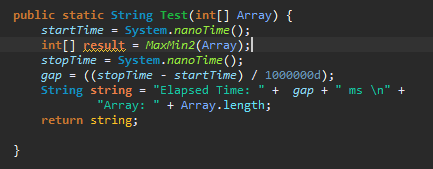 public static String Test(int[] Array) {
startTime = System.nanoTime();
int[] result = MaxMin2(Array);
stopTime = System.nanoTime();
gap = ((stopTime - startTime) / 1000000d);
String string = "Elapsed Time: " + gap + " ms \n" +
"Array: " + Array.length;
return string;
}